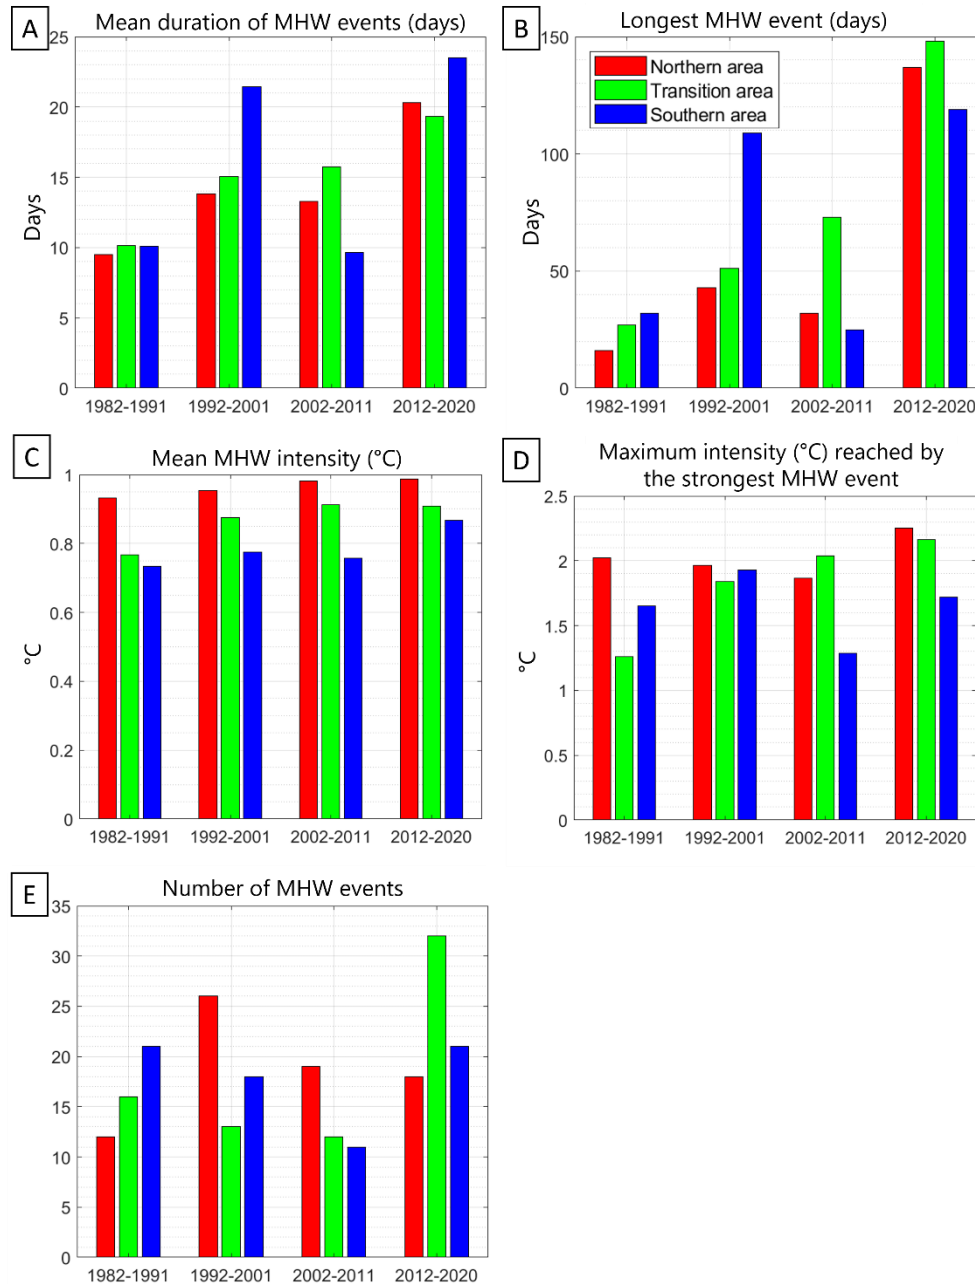 A
Mean duration of MHW events (days)
25
20
15
10
5
0
Days
1982-1991
1992-2001
2002-2011
2012-2020
B
Longest MHW event (days)
150
100
50
0
Days
Northern area
Transition area
Southern area
1982-1991
1992-2001
2002-2011
2012-2020
C
Mean MHW intensity (°C)
1
0.8
0.6
0.4
0.2
0
°C
1982-1991
1992-2001
2002-2011
2012-2020
D
Maximum intensity (°C) reached by
the strongest MHW event
2.5
2
1.5
1
0.5
0
°C
1982-1991
1992-2001
2002-2011
2012-2020
E
Number of MHW events
35
30
25
20
15
10
5
0
1982-1991
1992-2001
2002-2011
2012-2020